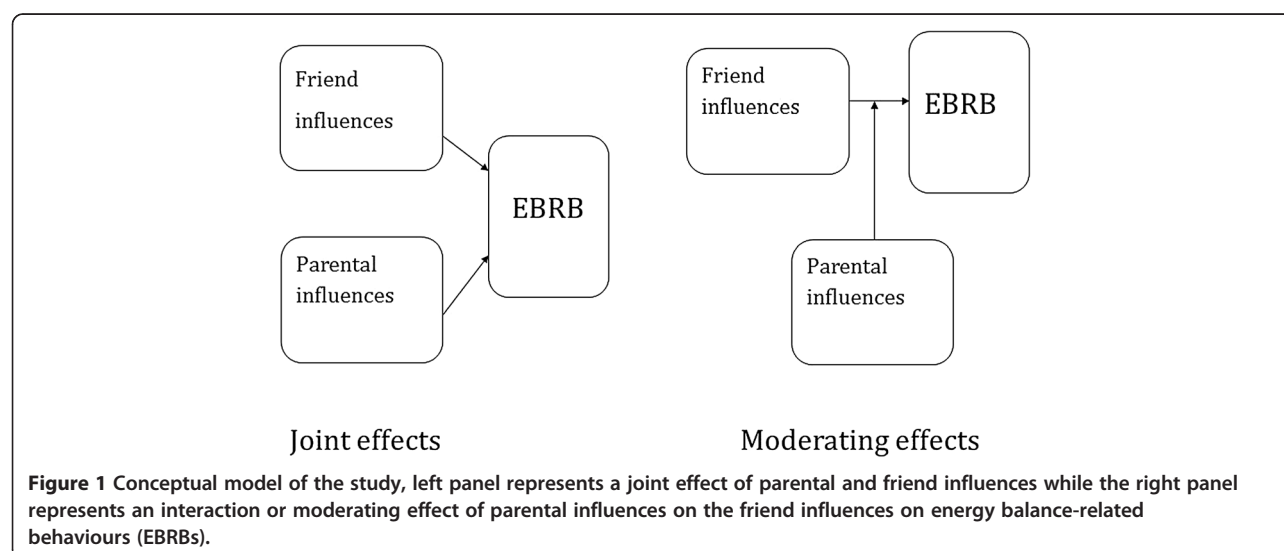 Friend
influences
Parental
influences
EBRB
Joint effects
Friend
influences
EBRB
Parental
influences
Moderating effects
Figure 1 Conceptual model of the study, left panel represents a joint effect of parental and friend influences while the right panel
represents an interaction or moderating effect of parental influences on the friend influences on energy balance-related
behaviours (EBRBs).